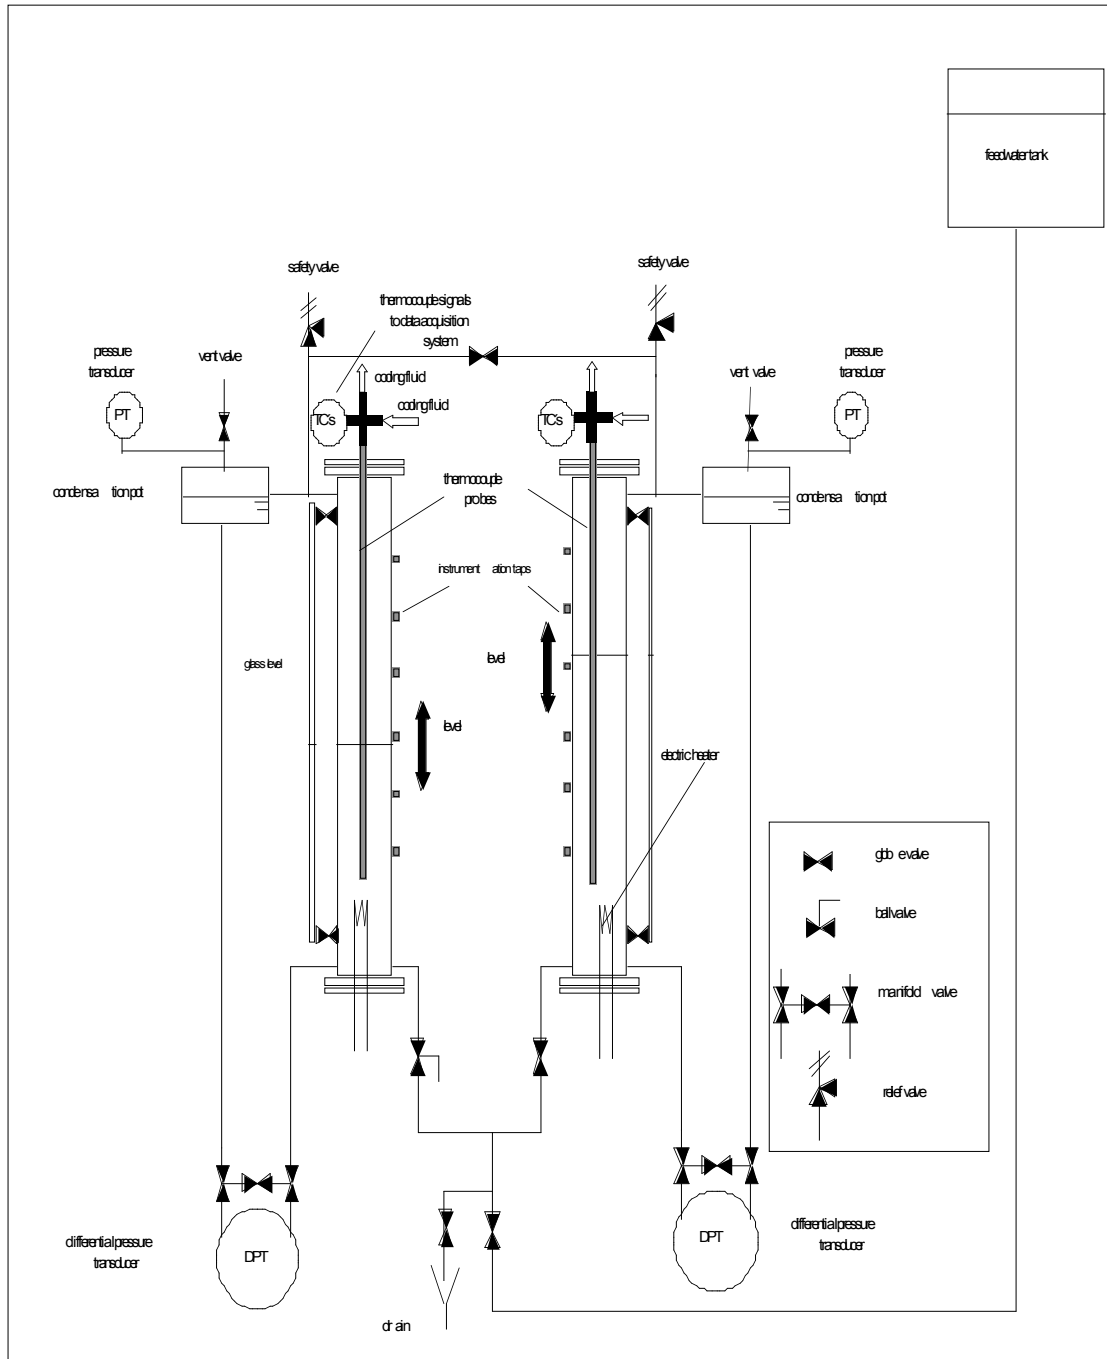 feedwater tank
safety valve
safety valve
thermocouple signals
to data acquisition
system
pressure
transducer
vent valve
cooling fluid
cooling fluid
vent valve
pressure
transducer
PT
TC's
TC's
PT
condensa tion pot
thermocouple
probes
condensa tion pot
instrument ation taps
glass level
level
level
electric heater
glob e valve
ball valve
manifold valve
relief valve
differential pressure
transducer
DPT
DPT
differential pressure
transducer
dr ain